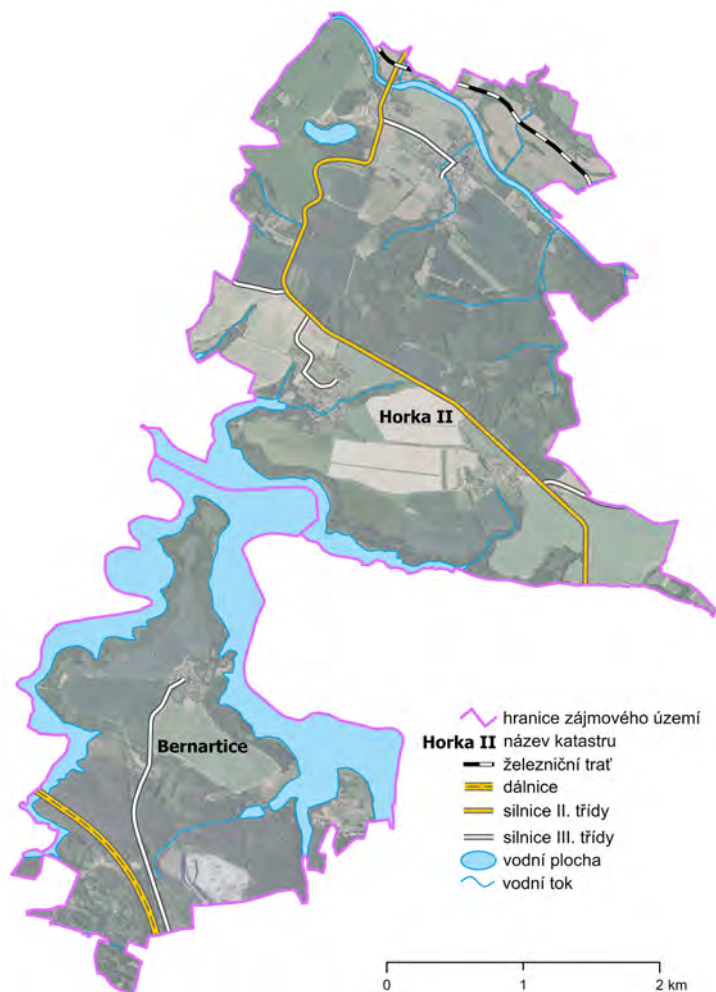 Horka II
Bernartice
hranice zájmového území
Horka II název katastru
železniční trať
dálnice
silnice II. třídy
silnice III. třídy
vodní plocha
vodní tok
0 1 2 km